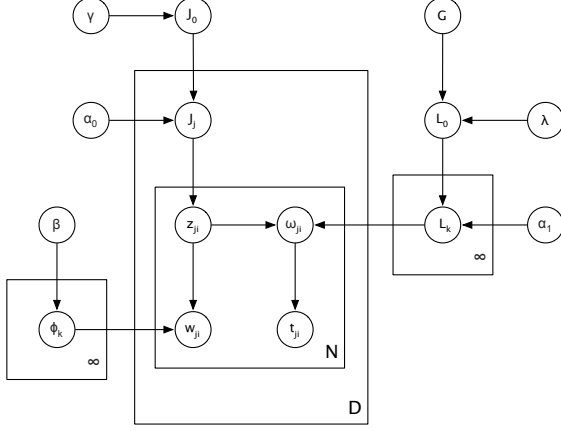 γ J₀ G
α₀ Jⱼ L₀ λ
β zⱼᵢ ωⱼᵢ Lₖ α₁
∞
ϕₖ wⱼᵢ tⱼᵢ
N
∞
D